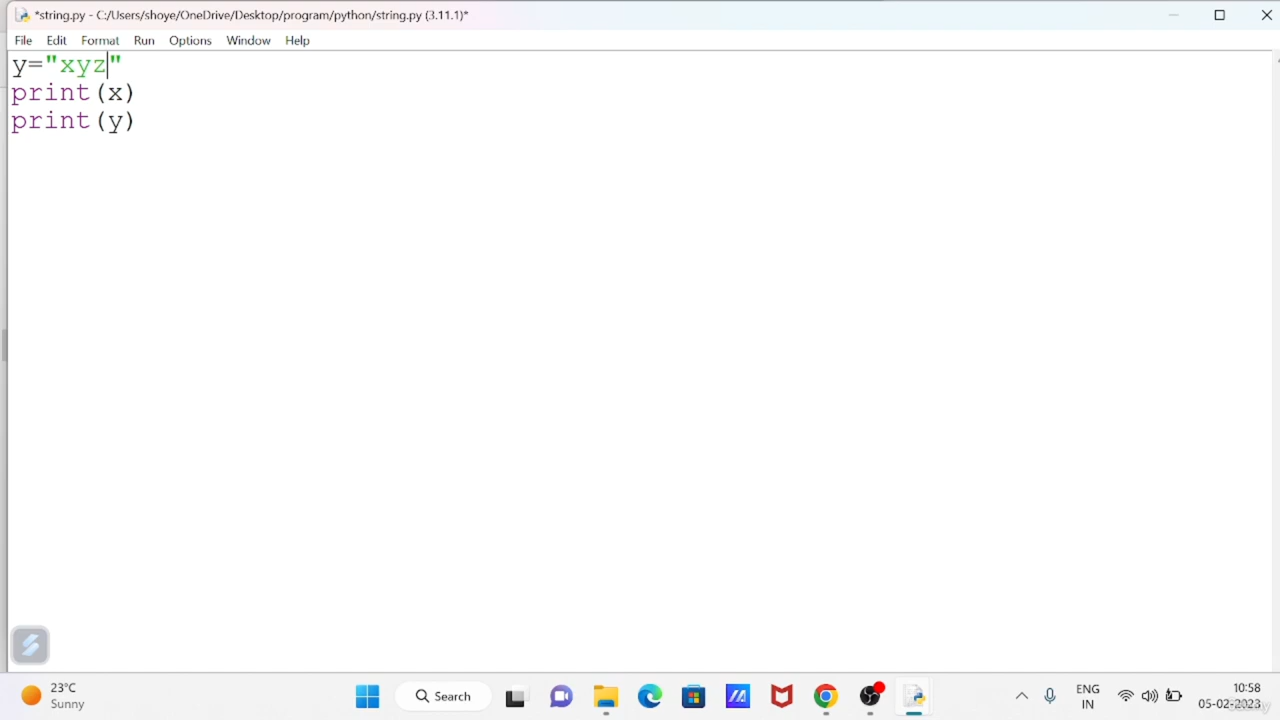 *string.py - C:/Users/shoye/OneDrive/Desktop/program/python/string.py (3.11.1)*
File Edit Format Run Options Window Help
y="xyz"
print(x)
print(y)
23°C
Sunny
Search
ENG
IN
10:58
05-02-2023